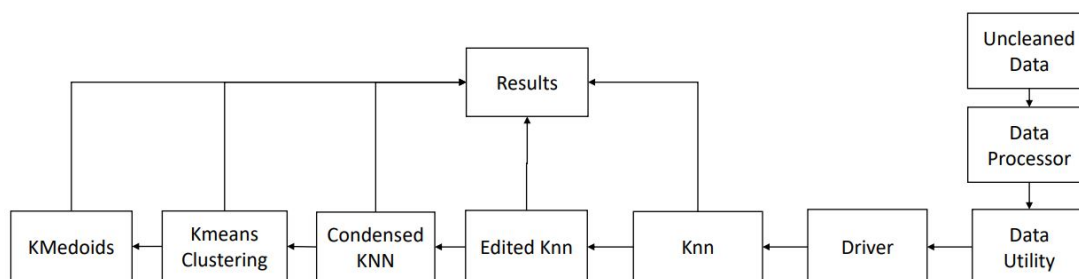 Uncleaned
Data
Results
Data
Processor
KMedoids
Kmeans
Clustering
Condensed
KNN
Edited Knn
Knn
Driver
Data
Utility